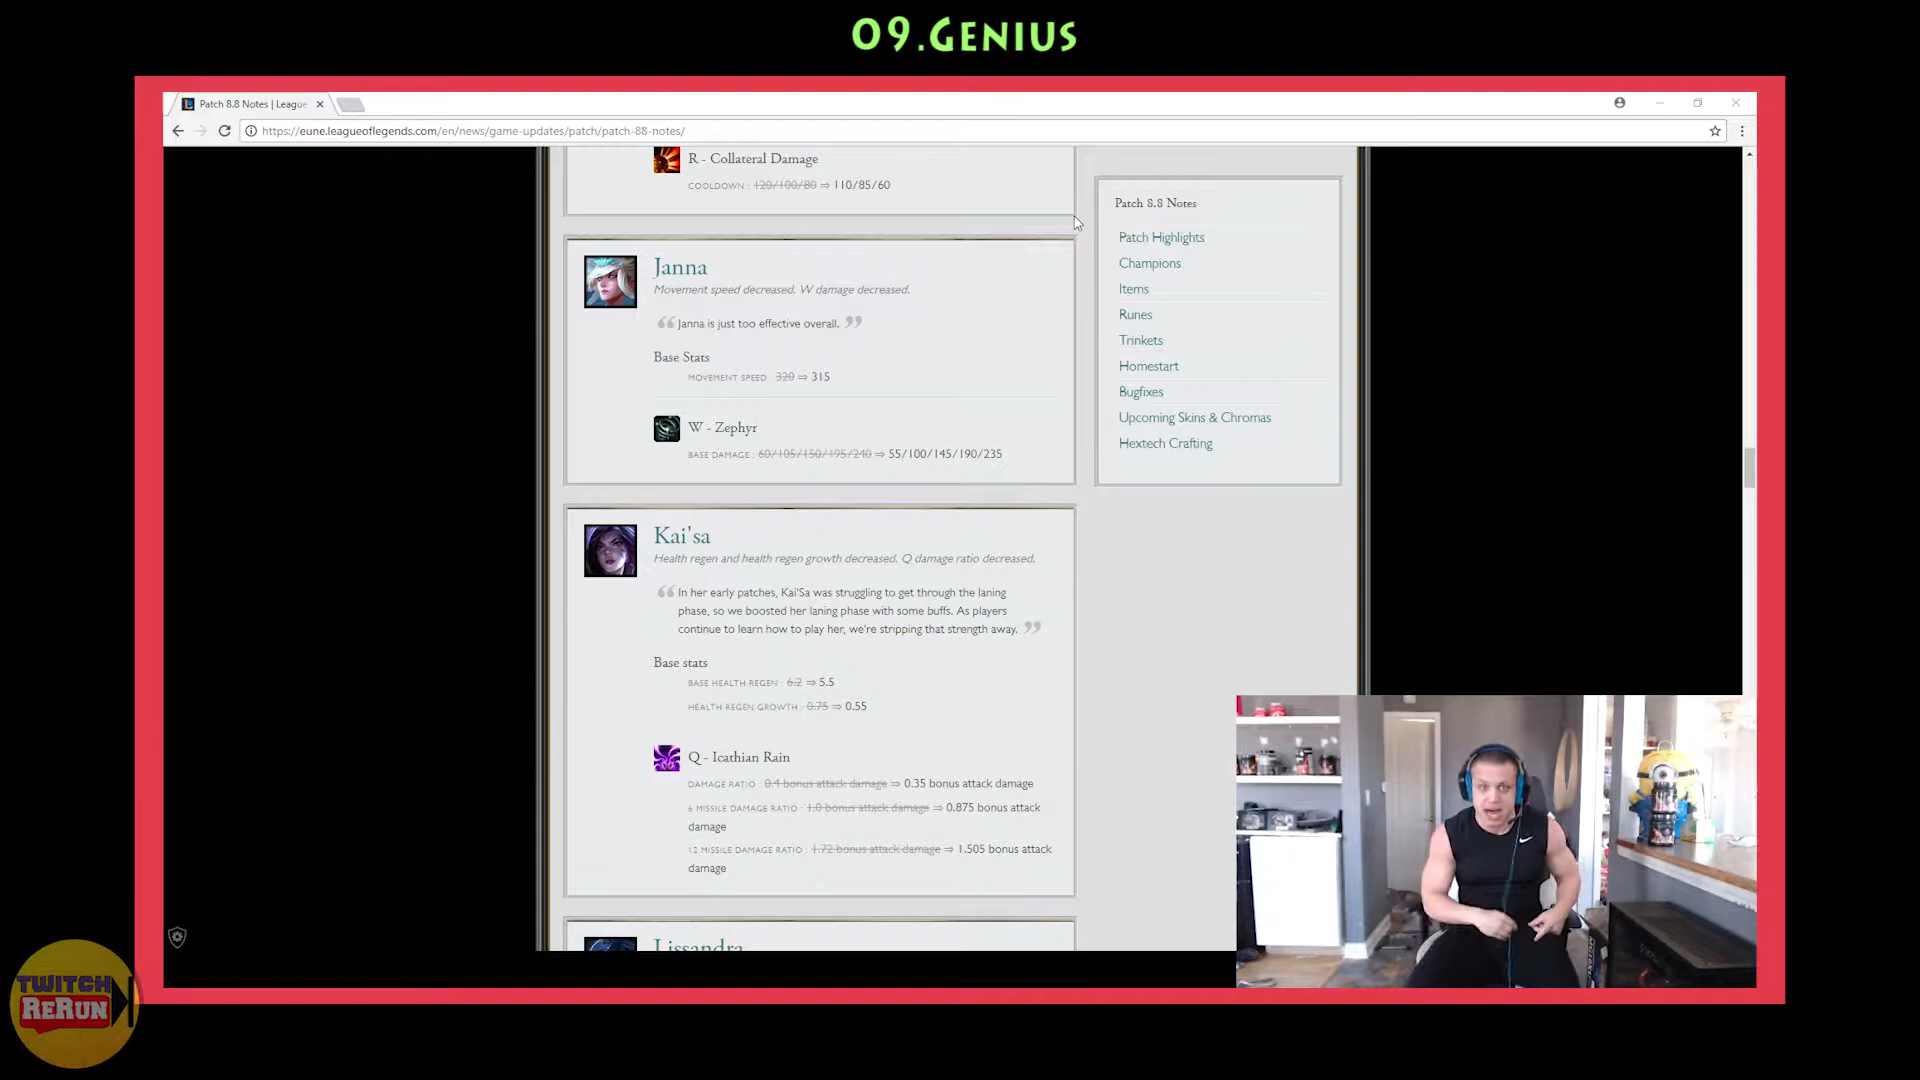 09.GENIUS
Patch 8.8 Notes | League
https://eune.leagueoflegends.com/en/news/game-updates/patch/patch-88-notes/
R - Collateral Damage
COOLDOWN : 120/100/80 ⇒ 110/85/60
Janna
Movement speed decreased. W damage decreased.
Janna is just too effective overall.
Base Stats
MOVEMENT SPEED 320 ⇒ 315
W - Zephyr
BASE DAMAGE : 60/105/150/195/240 ⇒ 55/100/145/190/235
Kai'sa
Health regen and health regen growth decreased. Q damage ratio decreased.
In her early patches, Kai'Sa was struggling to get through the laning
phase, so we boosted her laning phase with some buffs. As players
continue to learn how to play her, we're stripping that strength away.
Base stats
BASE HEALTH REGEN : 6.2 ⇒ 5.5
HEALTH REGEN GROWTH : 0.75 ⇒ 0.55
Q - Icathian Rain
DAMAGE RATIO : 0.4 bonus attack damage ⇒ 0.35 bonus attack damage
6 MISSILE DAMAGE RATIO : 1.0 bonus attack damage ⇒ 0.875 bonus attack
damage
12 MISSILE DAMAGE RATIO : 1.72 bonus attack damage ⇒ 1.505 bonus attack
damage
Lissandra
Patch 8.8 Notes
Patch Highlights
Champions
Items
Runes
Trinkets
Homestart
Bugfixes
Upcoming Skins & Chromas
Hextech Crafting
TWITCH
RERUN